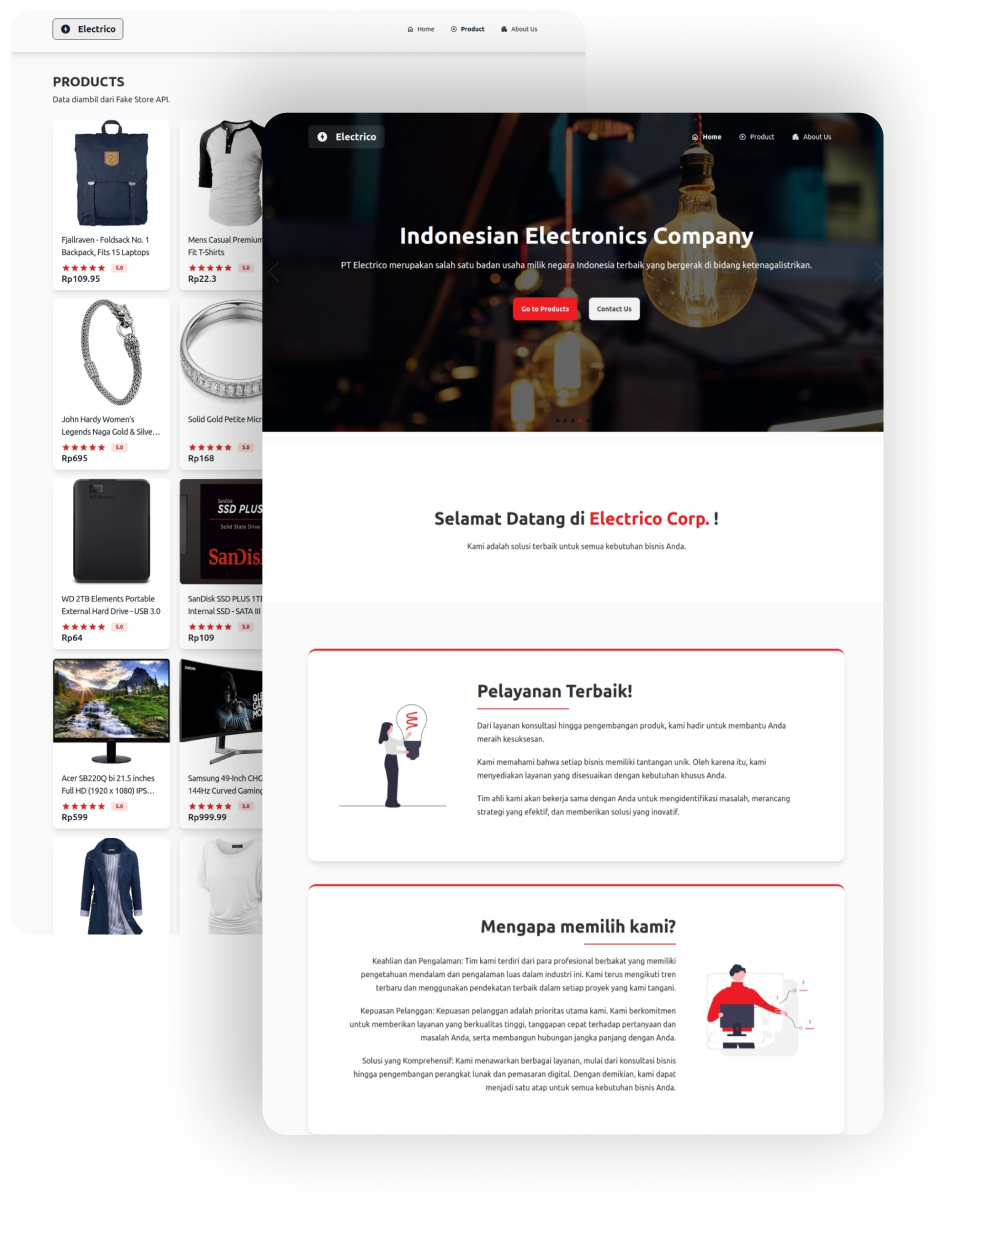 Electrico
Home
Product
About Us
PRODUCTS
Data diambil dari Fake Store API.
Fjallraven - Foldsack No. 1
Backpack, Fits 15 Laptops
5.0
Rp109.95
Mens Casual Premium
Fit T-Shirts
5.0
Rp22.3
John Hardy Women's
Legends Naga Gold & Silve...
5.0
Rp695
Solid Gold Petite Micr
5.0
Rp168
SanDisk
SSD PLUS
Solid State Drive
SanDis
WD 2TB Elements Portable
External Hard Drive - USB 3.0
5.0
Rp64
SanDisk SSD PLUS 1TE
Internal SSD - SATA III
5.0
Rp109
Acer SB220Q bi 21.5 inches
Full HD (1920 x 1080) IPS...
5.0
Rp599
Samsung 49-Inch CHG
144Hz Curved Gaming
5.0
Rp999.99
Electrico
Home
Product
About Us
Indonesian Electronics Company
PT Electrico merupakan salah satu badan usaha milik negara Indonesia terbaik yang bergerak di bidang ketenagalistrikan.
Go to Products
Contact Us
Selamat Datang di Electrico Corp. !
Kami adalah solusi terbaik untuk semua kebutuhan bisnis Anda.
Pelayanan Terbaik!
Dari layanan konsultasi hingga pengembangan produk, kami hadir untuk membantu Anda
meraih kesuksesan.
Kami memahami bahwa setiap bisnis memiliki tantangan unik. Oleh karena itu, kami
menyediakan layanan yang disesuaikan dengan kebutuhan khusus Anda.
Tim ahli kami akan bekerja sama dengan Anda untuk mengidentifikasi masalah, merancang
strategi yang efektif, dan memberikan solusi yang inovatif.
Mengapa memilih kami?
Keahlian dan Pengalaman: Tim kami terdiri dari para profesional berbakat yang memiliki
pengetahuan mendalam dan pengalaman luas dalam industri ini. Kami terus mengikuti tren
terbaru dan menggunakan pendekatan terbaik dalam setiap proyek yang kami tangani.
Kepuasan Pelanggan: Kepuasan pelanggan adalah prioritas utama kami. Kami berkomitmen
untuk memberikan layanan yang berkualitas tinggi, tanggapan cepat terhadap pertanyaan dan
masalah Anda, serta membangun hubungan jangka panjang dengan Anda.
Solusi yang Komprehensif: Kami menawarkan berbagai layanan, mulai dari konsultasi bisnis
hingga pengembangan perangkat lunak dan pemasaran digital. Dengan demikian, kami dapat
menjadi satu atap untuk semua kebutuhan bisnis Anda.